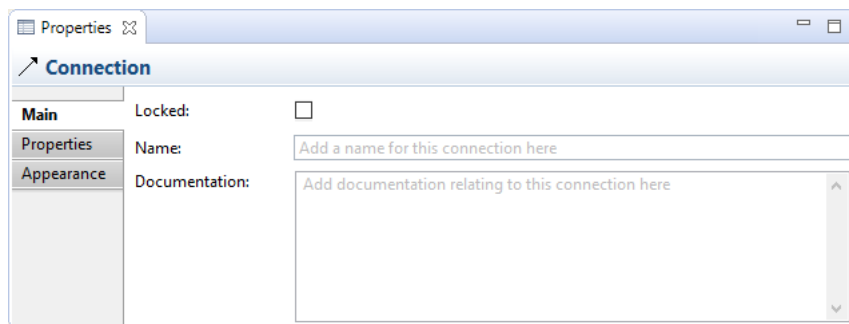 Properties
Connection
Main
Locked:
Properties
Name:
Add a name for this connection here
Appearance
Documentation:
Add documentation relating to this connection here